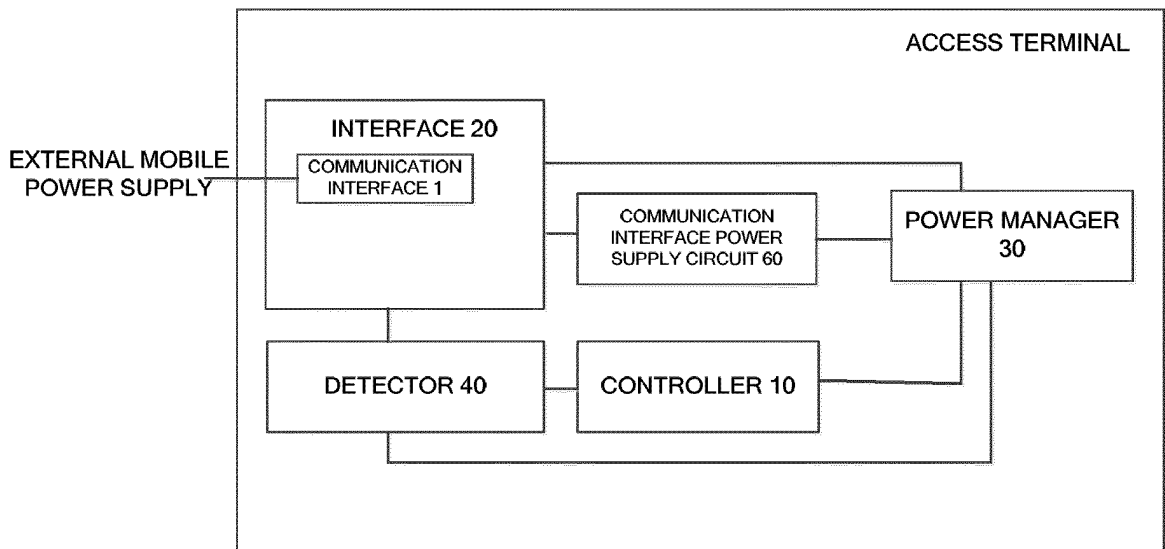 ACCESS TERMINAL
INTERFACE 20
EXTERNAL MOBILE
POWER SUPPLY
COMMUNICATION
INTERFACE 1
COMMUNICATION
INTERFACE POWER
SUPPLY CIRCUIT 60
POWER MANAGER
30
DETECTOR 40
CONTROLLER 10